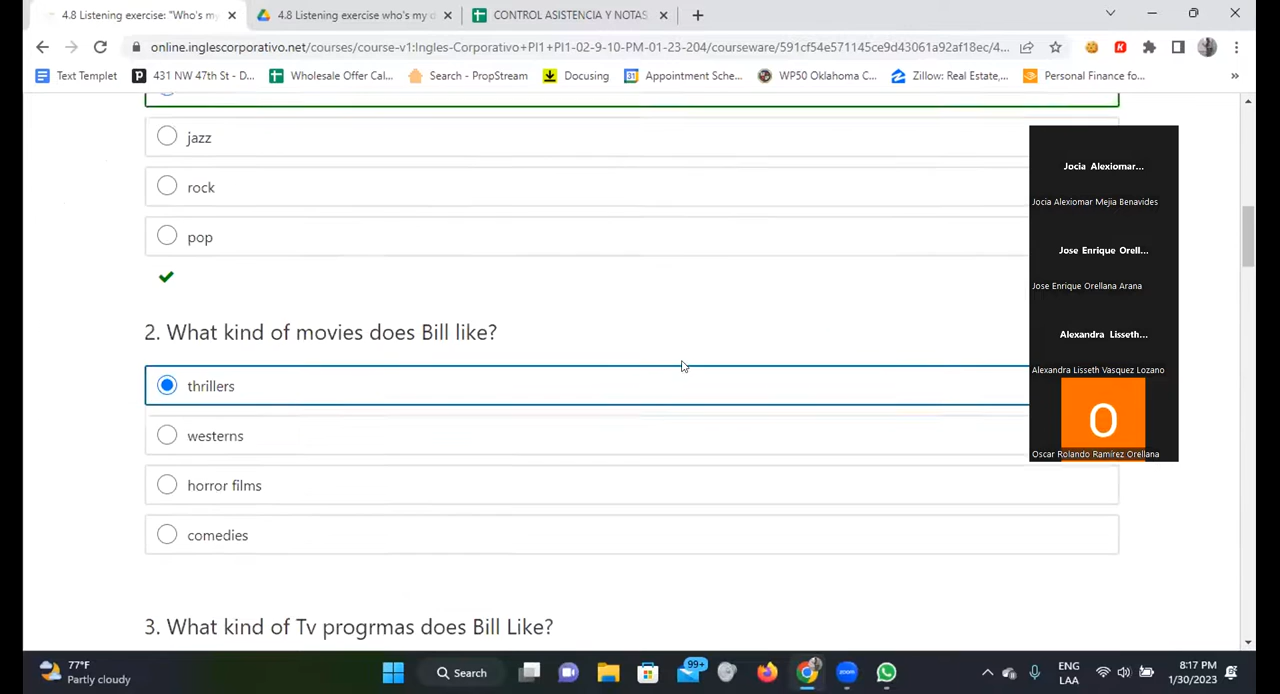 4.8 Listening exercise: "Who's my
4.8 Listening exercise who's my d
CONTROL ASISTENCIA Y NOTAS
online.inglescorporativo.net/courses/course-v1:Ingles-Corporativo+PI1+PI1-02-9-10-PM-01-23-204/courseware/591cf54e571145ce9d43061a92af18ec/4...
Text Templet
431 NW 47th St - D...
Wholesale Offer Cal...
Search - PropStream
Docusing
Appointment Sche...
WP50 Oklahoma C...
Zillow: Real Estate,...
Personal Finance fo...
jazz
rock
pop
2. What kind of movies does Bill like?
thrillers
westerns
horror films
comedies
3. What kind of Tv progrmas does Bill Like?
Jocia Alexiomar...
Jocia Alexiomar Mejia Benavides
Jose Enrique Orell...
Jose Enrique Orellana Arana
Alexandra Lisseth...
Alexandra Lisseth Vasquez Lozano
O
Oscar Rolando Ramírez Orellana
77°F
Partly cloudy
Search
99+
ENG
LAA
8:17 PM
1/30/2023